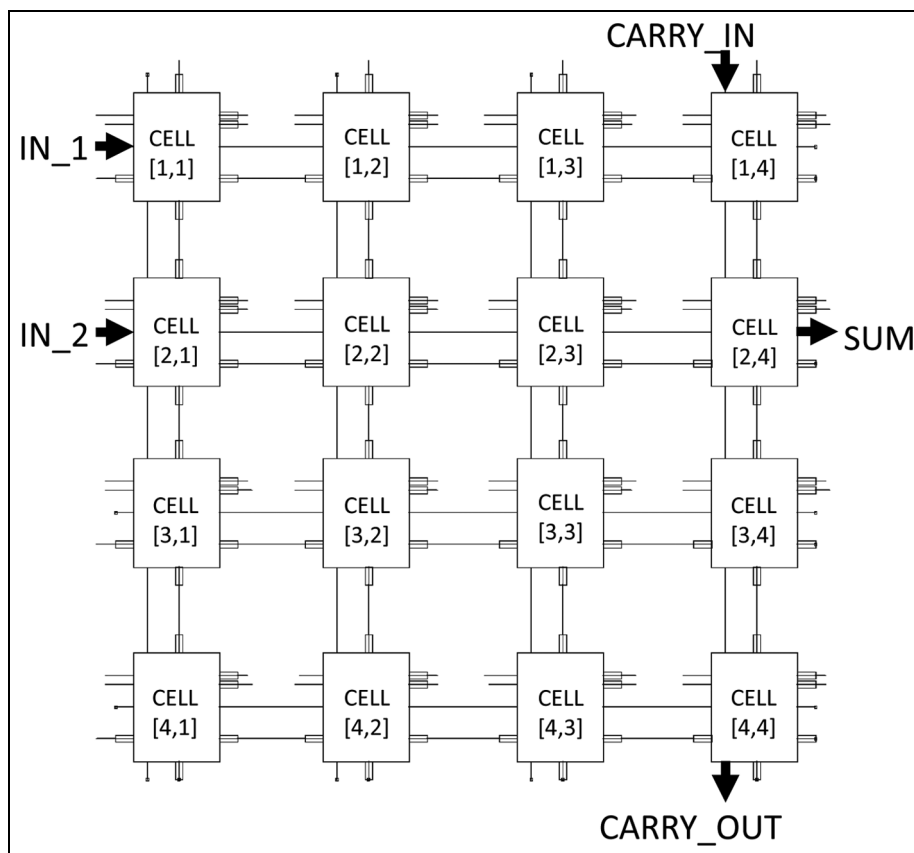 CARRY_IN
IN_1
CELL
[1,1]
CELL
[1,2]
CELL
[1,3]
CELL
[1,4]
IN_2
CELL
[2,1]
CELL
[2,2]
CELL
[2,3]
CELL
[2,4]
SUM
CELL
[3,1]
CELL
[3,2]
CELL
[3,3]
CELL
[3,4]
CELL
[4,1]
CELL
[4,2]
CELL
[4,3]
CELL
[4,4]
CARRY_OUT